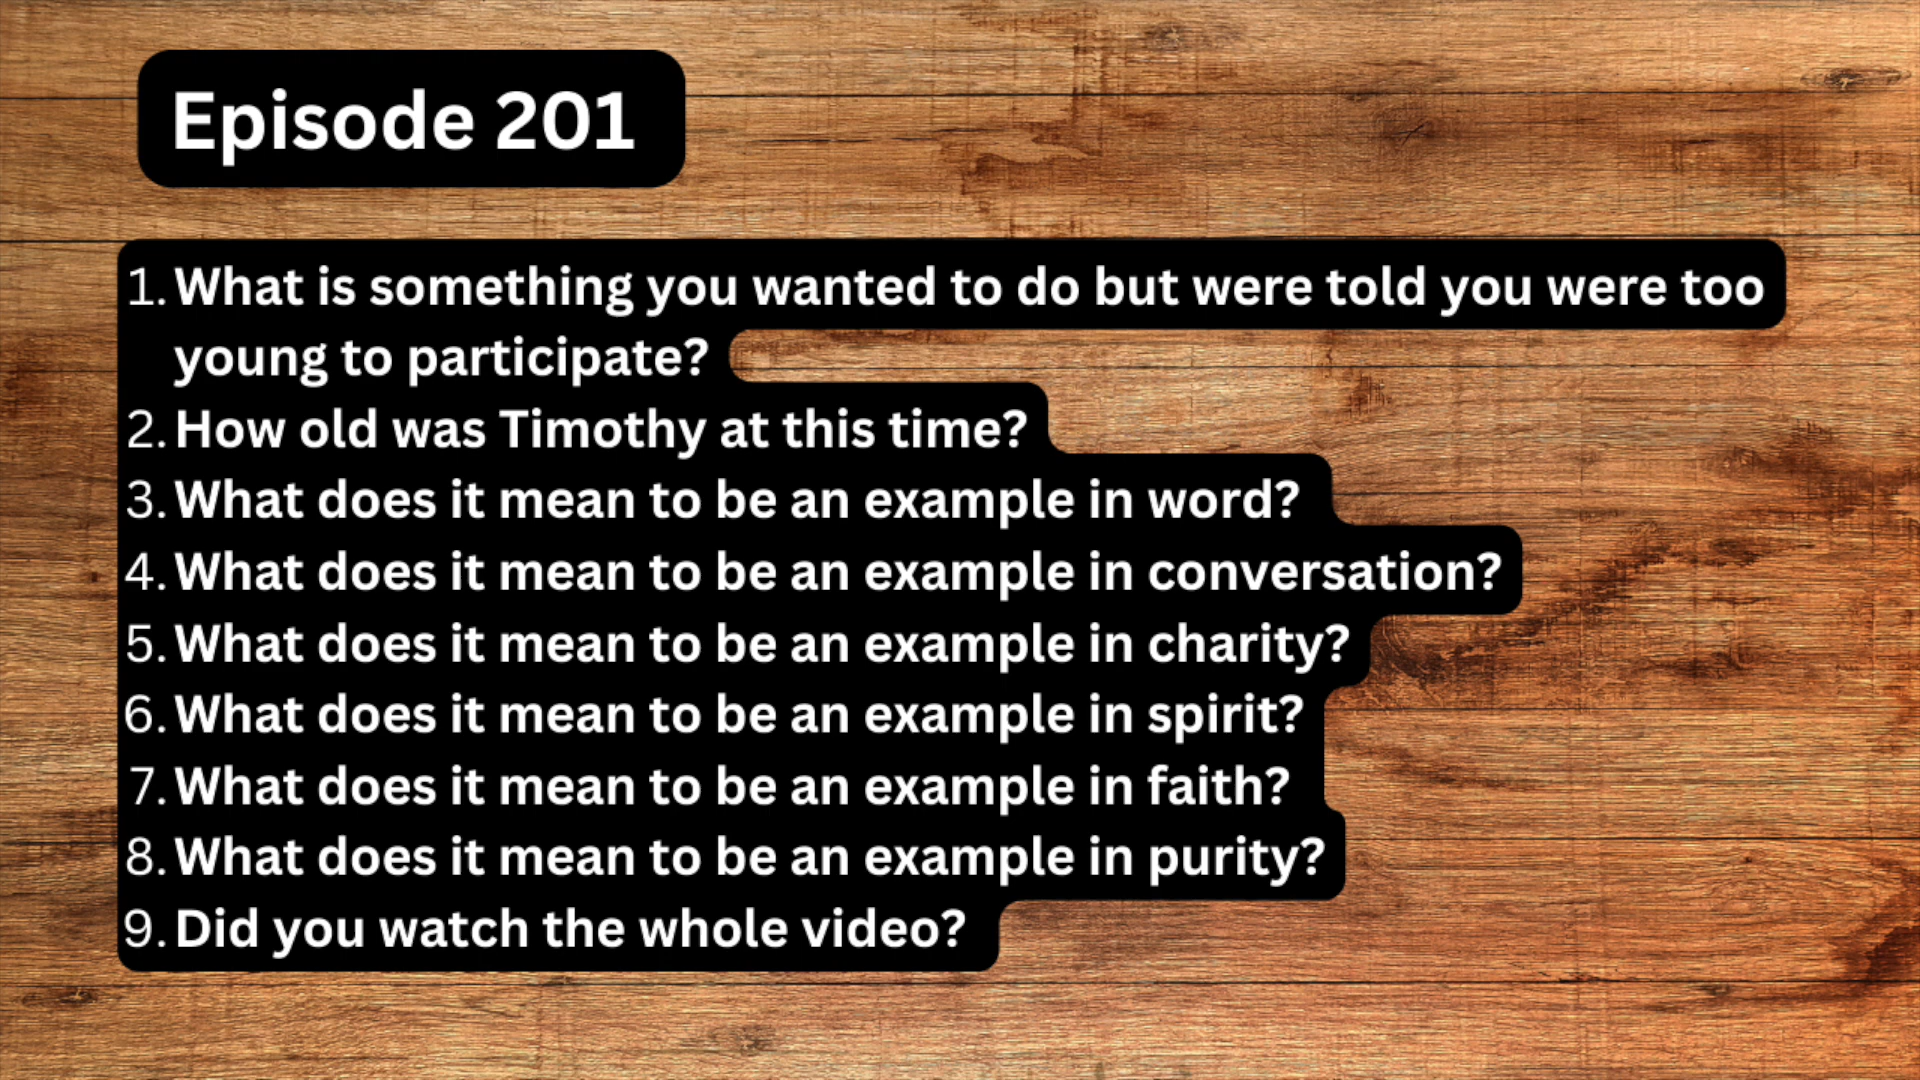 Episode 201
1. What is something you wanted to do but were told you were too
young to participate?
2. How old was Timothy at this time?
3. What does it mean to be an example in word?
4. What does it mean to be an example in conversation?
5. What does it mean to be an example in charity?
6. What does it mean to be an example in spirit?
7. What does it mean to be an example in faith?
8. What does it mean to be an example in purity?
9. Did you watch the whole video?